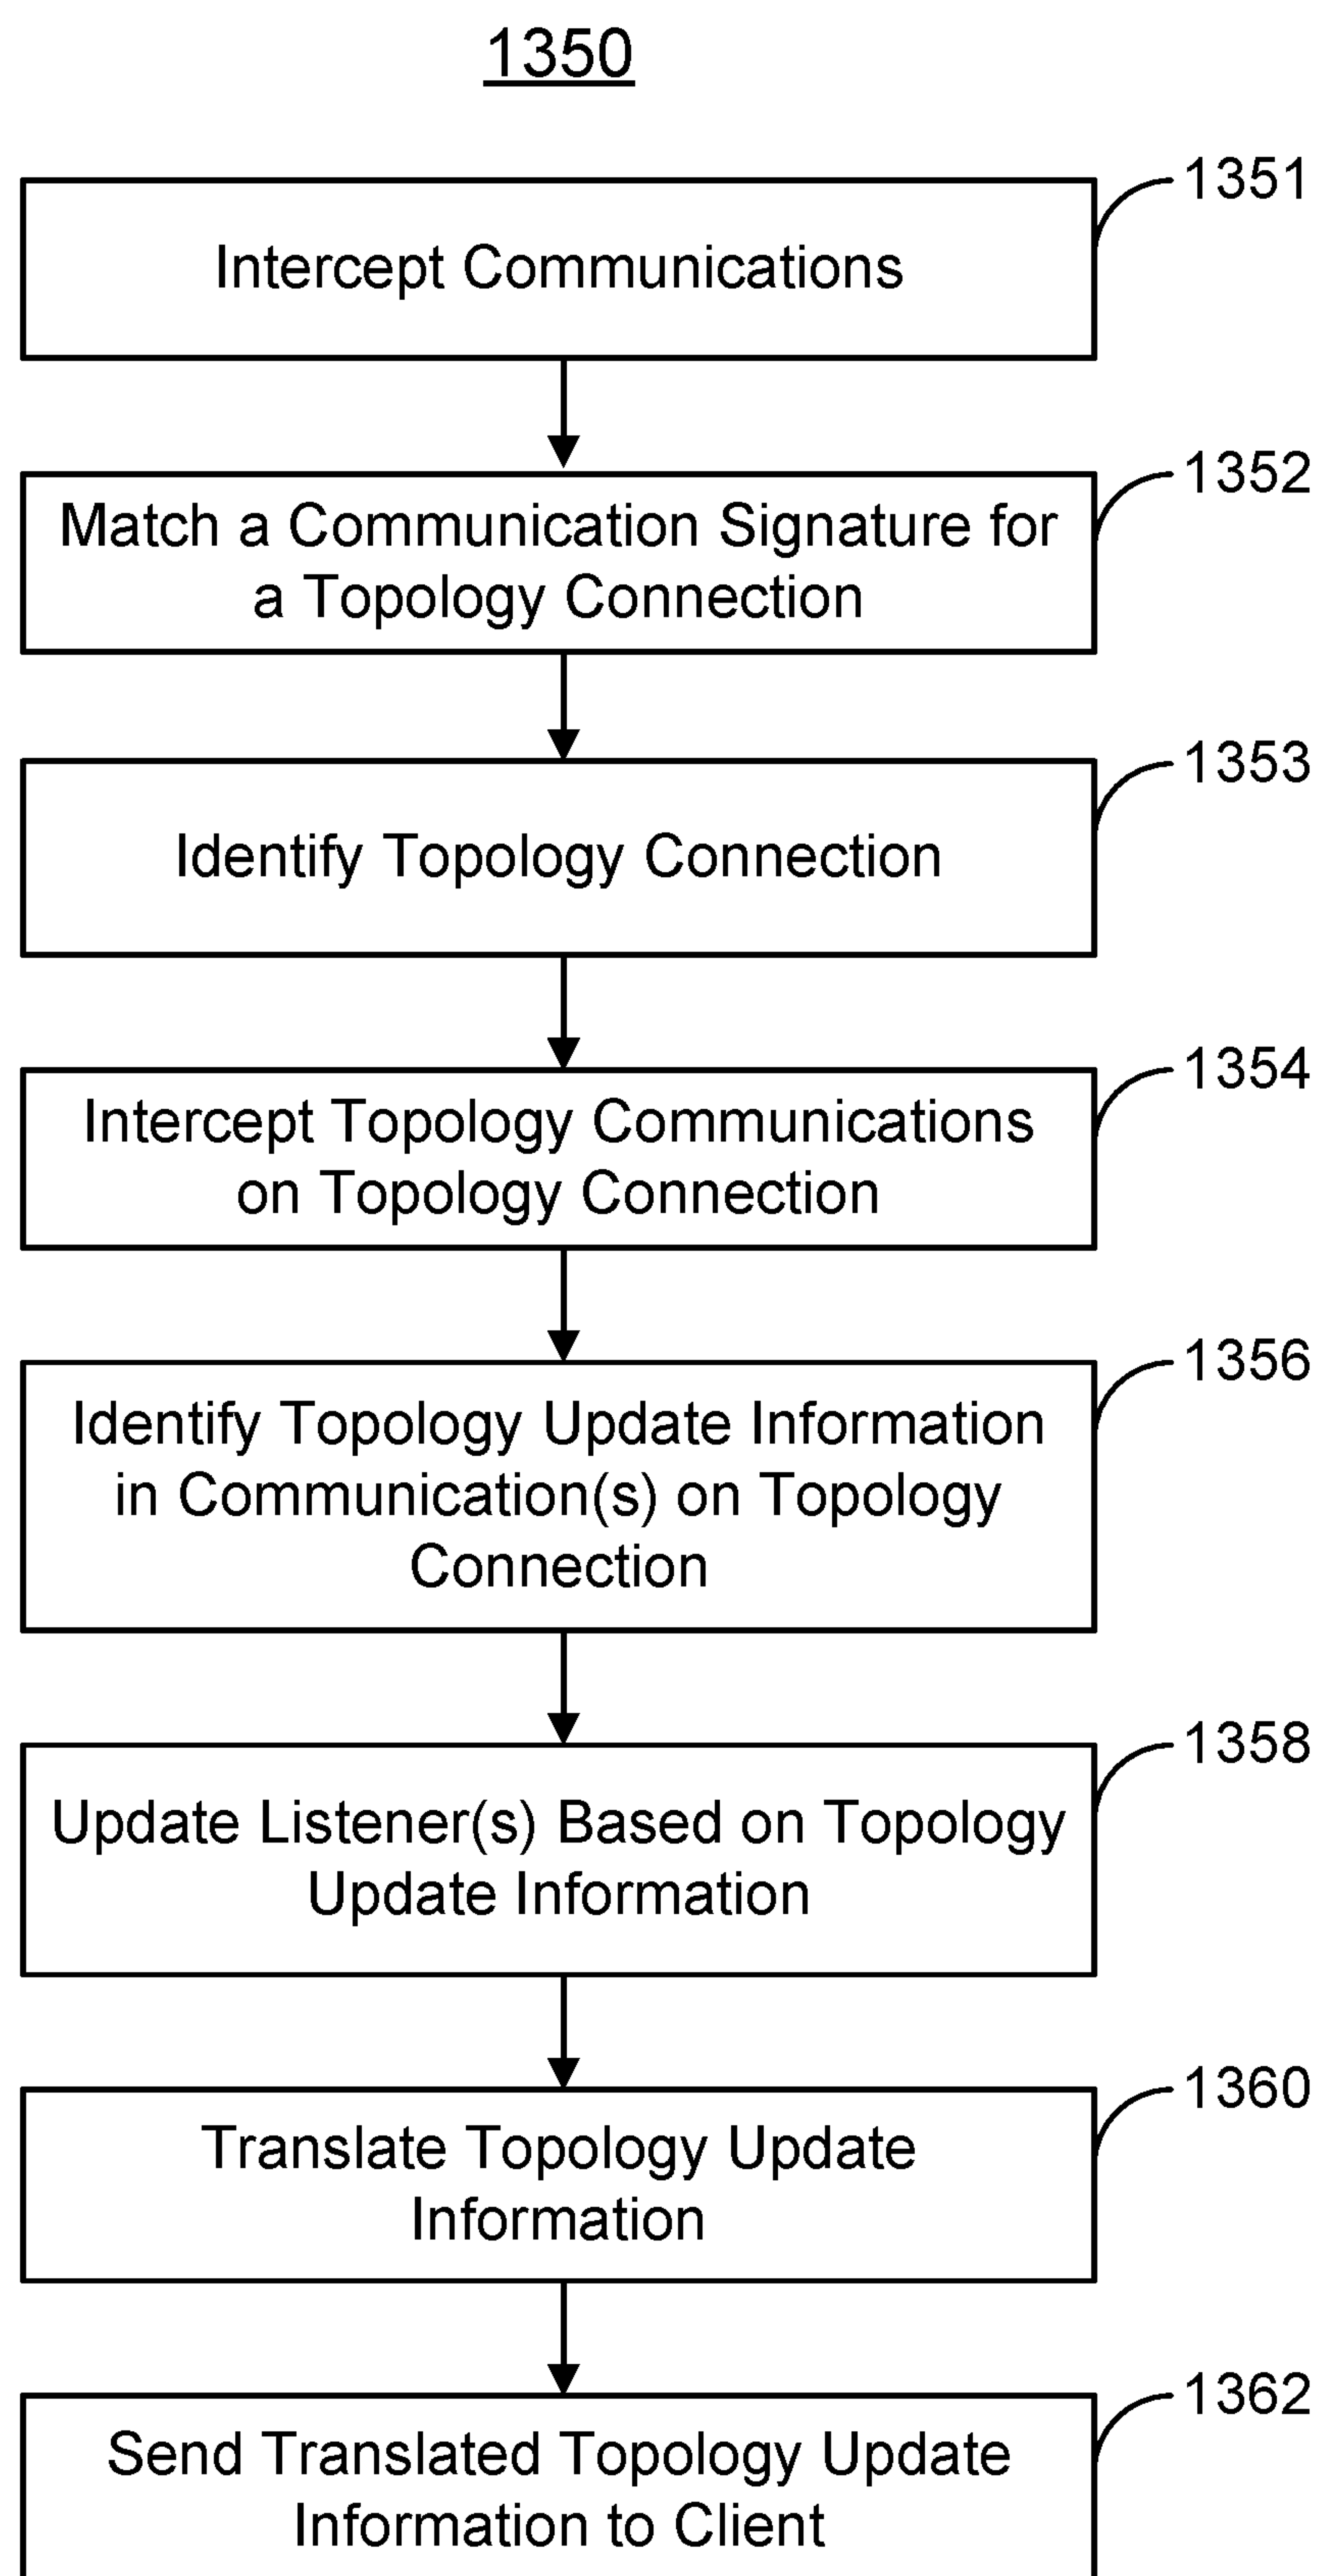 1350
1351
Intercept Communications
1352
Match a Communication Signature for
a Topology Connection
1353
Identify Topology Connection
1354
Intercept Topology Communications
on Topology Connection
1356
Identify Topology Update Information
in Communication(s) on Topology
Connection
1358
Update Listener(s) Based on Topology
Update Information
1360
Translate Topology Update
Information
1362
Send Translated Topology Update
Information to Client